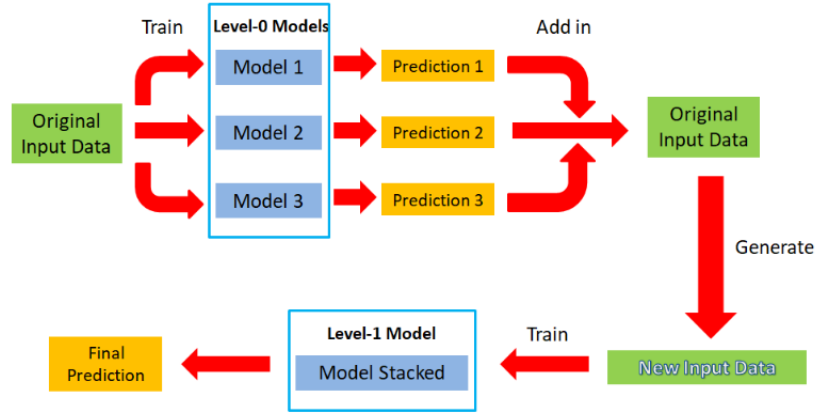 Train
Level-0 Models
Add in
Model 1
Prediction 1
Original
Input Data
Model 2
Prediction 2
Original
Input Data
Model 3
Prediction 3
Generate
Level-1 Model
Train
Final
Prediction
Model Stacked
New Input Data